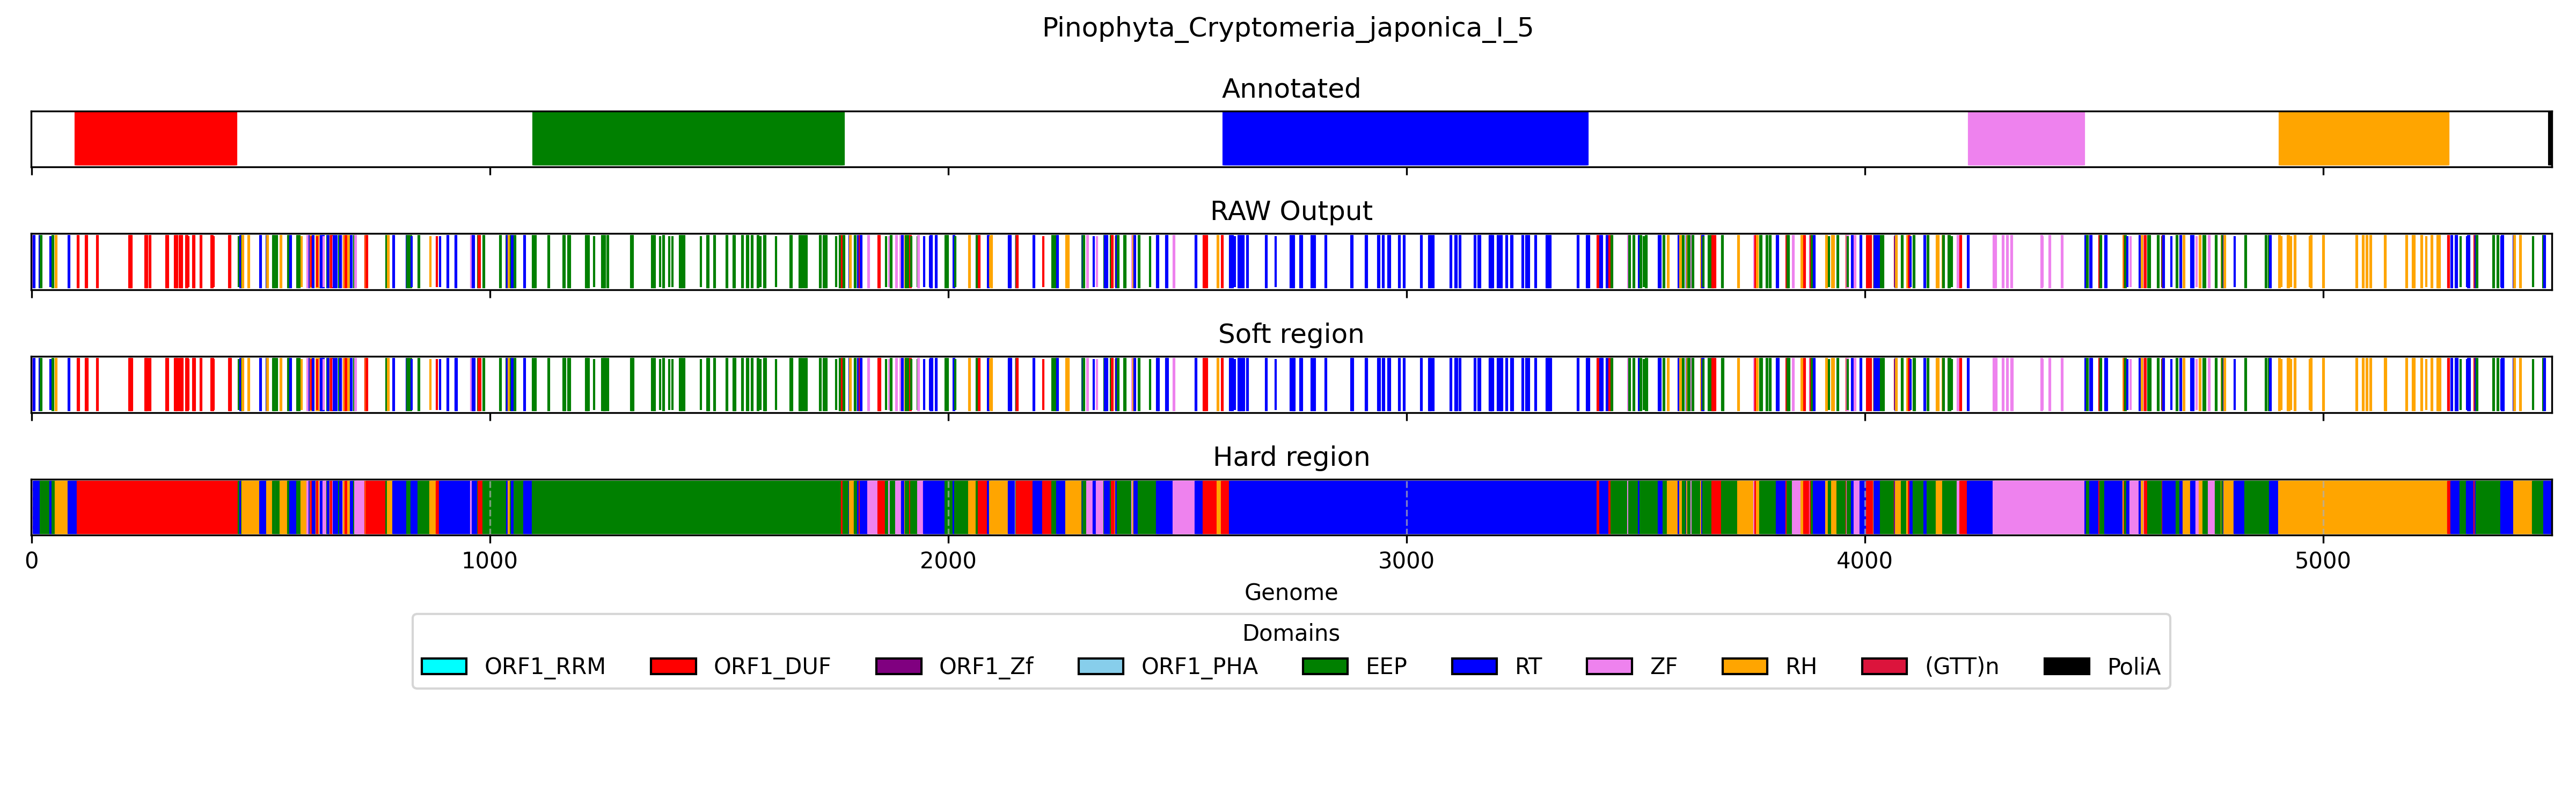 Pinophyta_Cryptomeria_japonica_I_5
Annotated
RAW Output
Soft region
Hard region
0 1000 2000 3000 4000 5000
Genome
Domains
ORF1_RRM ORF1_DUF ORF1_Zf ORF1_PHA EEP RT ZF RH (GTT)n PoliA